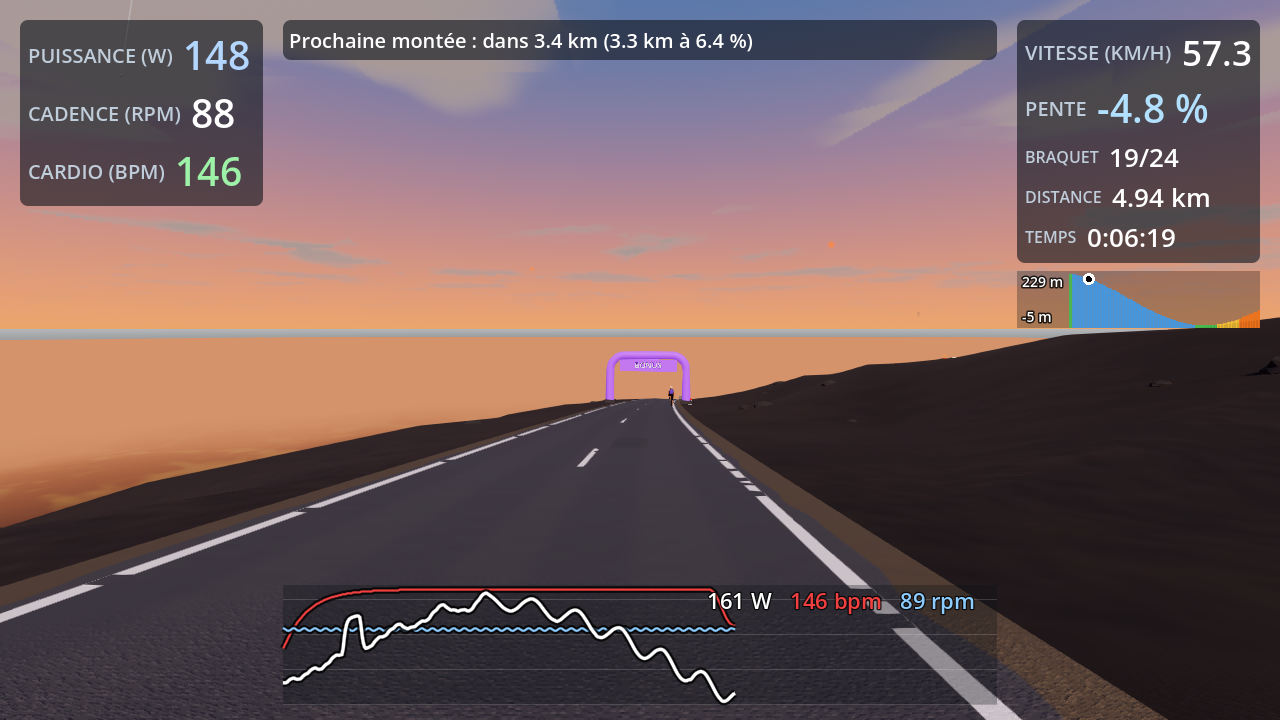 PUISSANCE (W) 148
CADENCE (RPM) 88
CARDIO (BPM) 146
Prochaine montée : dans 3.4 km (3.3 km à 6.4 %)
VITESSE (KM/H) 57.3
PENTE -4.8 %
BRAQUET 19/24
DISTANCE 4.94 km
TEMPS 0:06:19
229 m
-5 m
BONUS
161 W 146 bpm 89 rpm